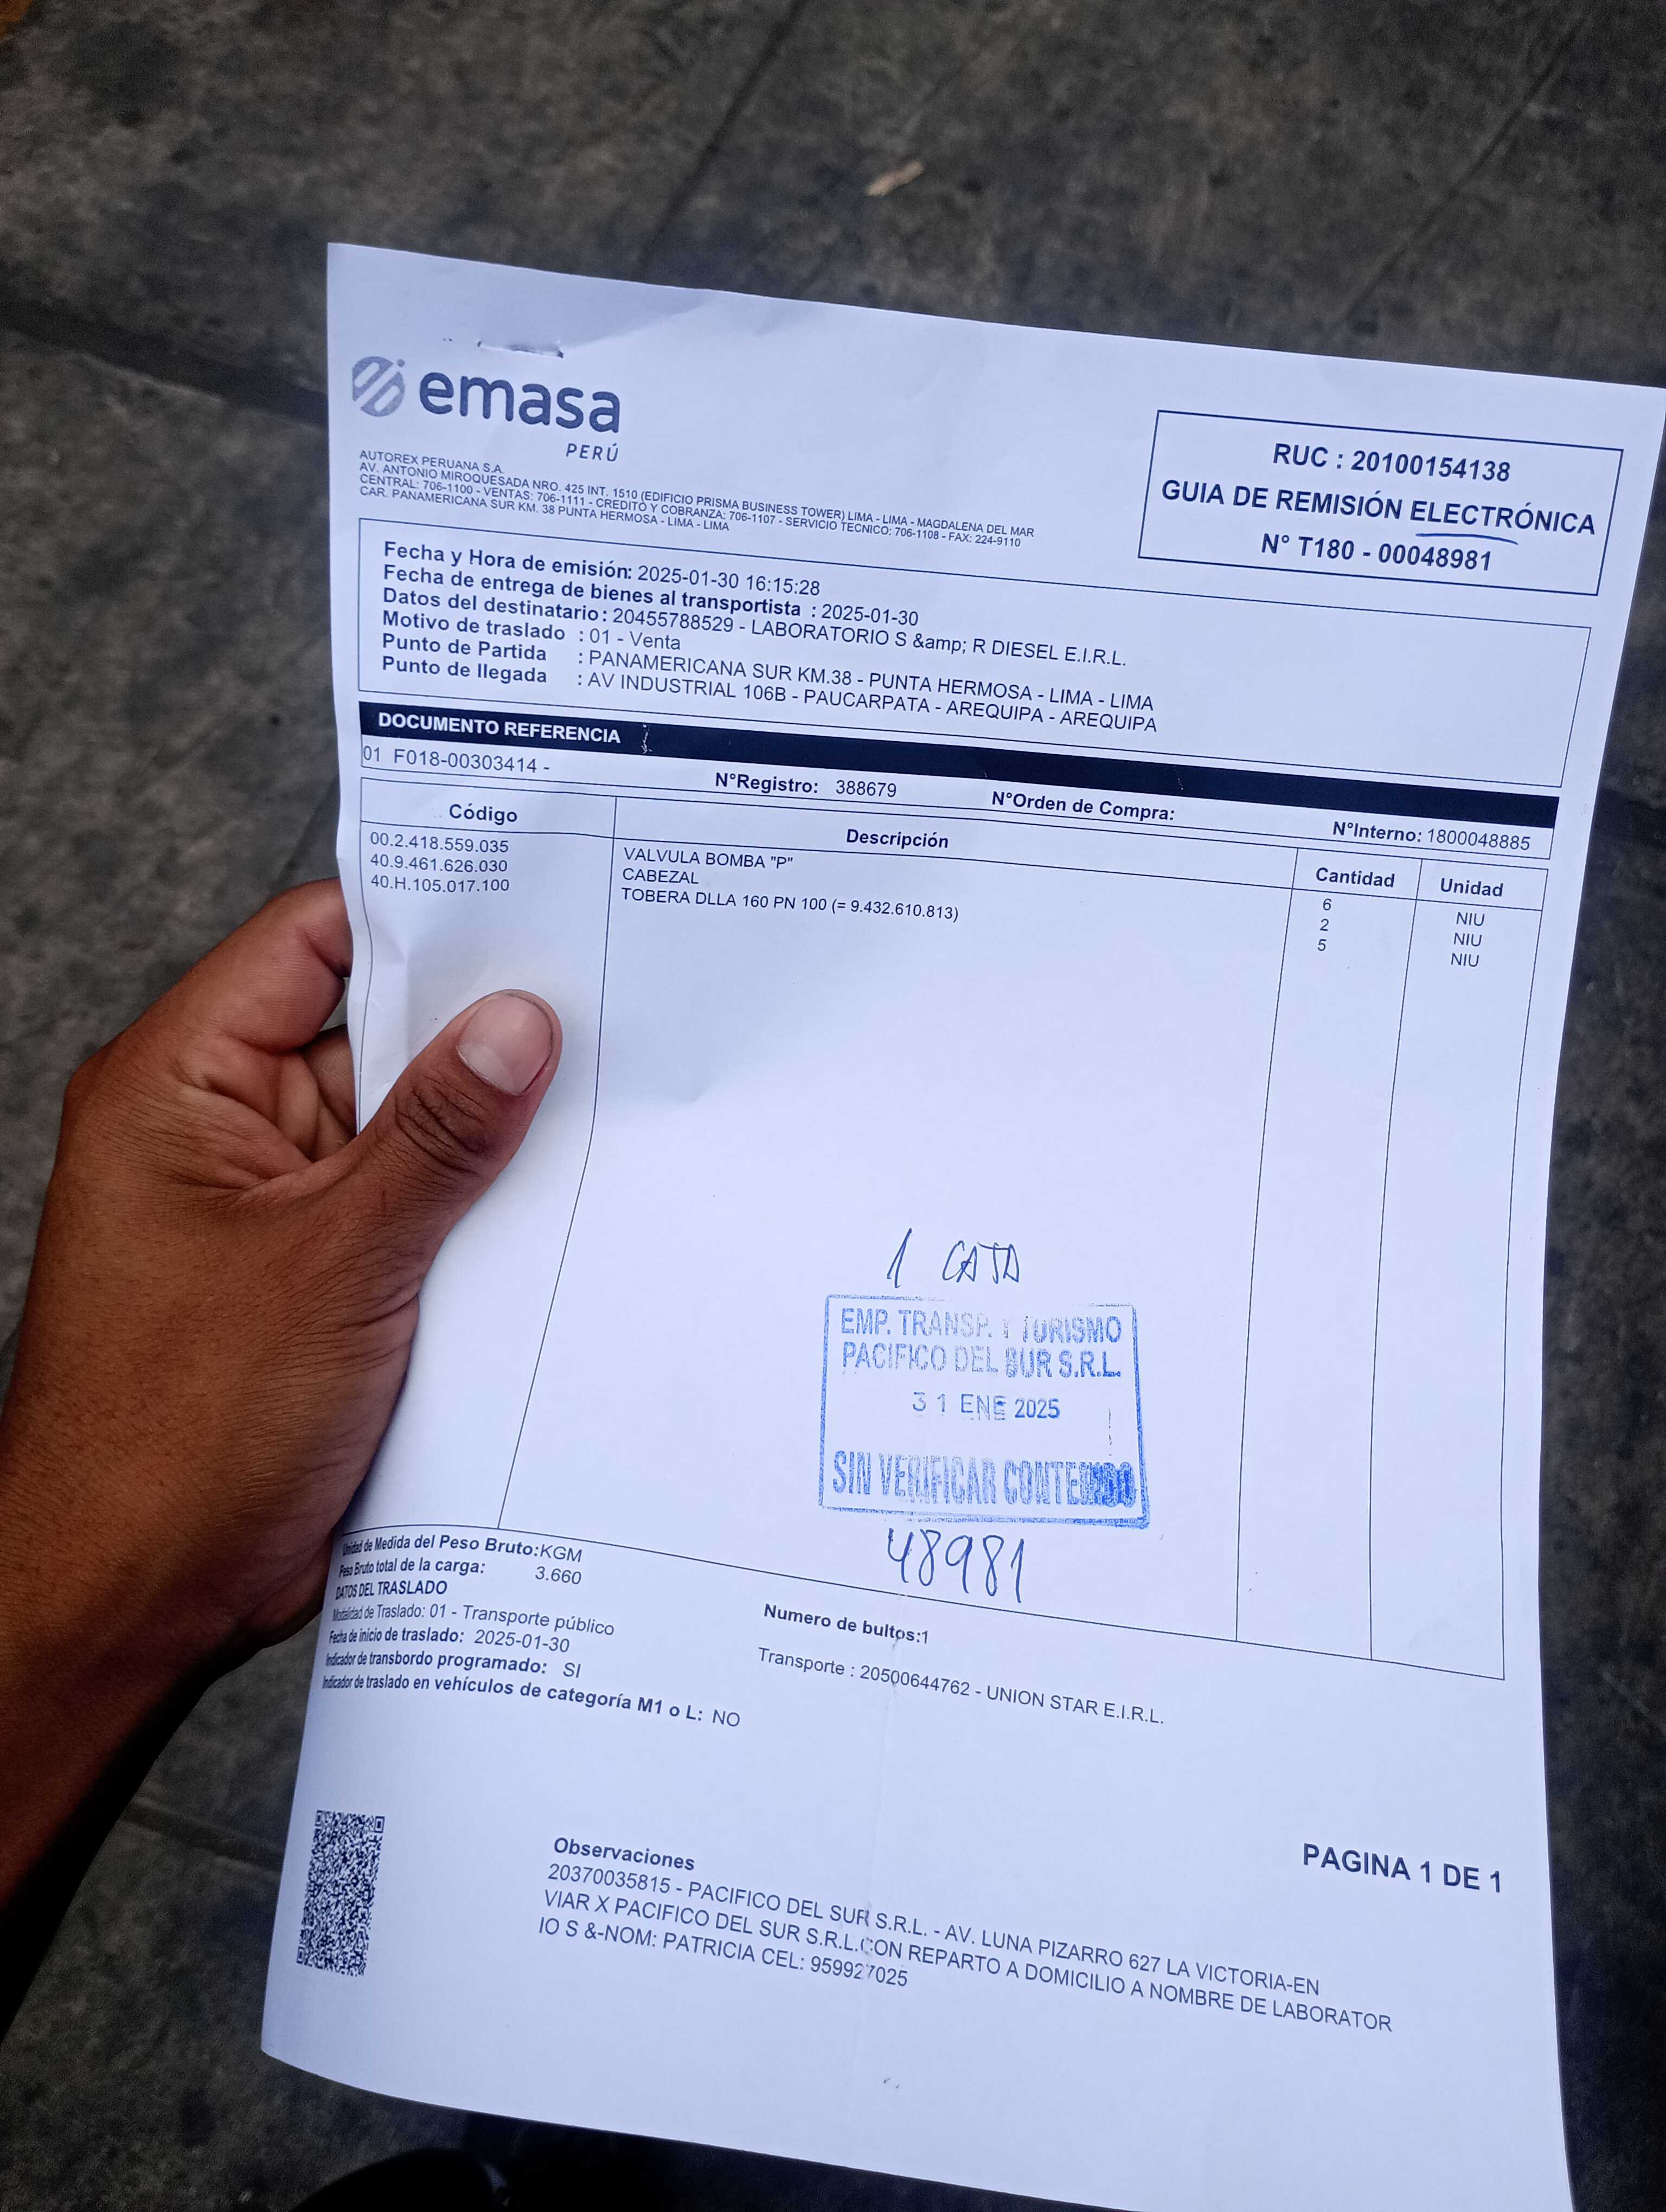 emasa
PERÚ
AUTOREX PERUANA S.A.
AV. ANTONIO MIROQUESADA NRO. 425 INT. 1510 (EDIFICIO PRISMA BUSINESS TOWER) LIMA - LIMA - MAGDALENA DEL MAR
CENTRAL: 706-1100 - VENTAS: 706-1111 - CREDITO Y COBRANZA: 706-1107 - SERVICIO TECNICO: 706-1108 - FAX: 224-9110
CAR. PANAMERICANA SUR KM. 38 PUNTA HERMOSA - LIMA - LIMA
RUC : 20100154138
GUIA DE REMISIÓN ELECTRÓNICA
N° T180 - 00048981
Fecha y Hora de emisión: 2025-01-30 16:15:28
Fecha de entrega de bienes al transportista : 2025-01-30
Datos del destinatario : 20455788529 - LABORATORIO S &amp; R DIESEL E.I.R.L.
Motivo de traslado : 01 - Venta
Punto de Partida : PANAMERICANA SUR KM.38 - PUNTA HERMOSA - LIMA - LIMA
Punto de llegada : AV INDUSTRIAL 106B - PAUCARPATA - AREQUIPA - AREQUIPA
DOCUMENTO REFERENCIA
01 F018-00303414 - N°Registro: 388679 N°Orden de Compra: N°Interno: 1800048885
Código Descripción Cantidad Unidad
00.2.418.559.035 VALVULA BOMBA "P" 6 NIU
40.9.461.626.030 CABEZAL 2 NIU
40.H.105.017.100 TOBERA DLLA 160 PN 100 (= 9.432.610.813) 5 NIU
1 CAJA
EMP. TRANSP. Y TURISMO
PACIFICO DEL SUR S.R.L.
31 ENE 2025
SIN VERIFICAR CONTENIDO
48981
Unidad de Medida del Peso Bruto: KGM
Peso Bruto total de la carga: 3.660
DATOS DEL TRASLADO
Modalidad de Traslado: 01 - Transporte público
Numero de bultos:1
Fecha de inicio de traslado: 2025-01-30
Transporte : 20500644762 - UNION STAR E.I.R.L.
Indicador de transbordo programado: SI
Indicador de traslado en vehículos de categoría M1 o L: NO
PAGINA 1 DE 1
Observaciones
20370035815 - PACIFICO DEL SUR S.R.L. - AV. LUNA PIZARRO 627 LA VICTORIA-EN
VIAR X PACIFICO DEL SUR S.R.L.CON REPARTO A DOMICILIO A NOMBRE DE LABORATOR
IO S &-NOM: PATRICIA CEL: 959927025